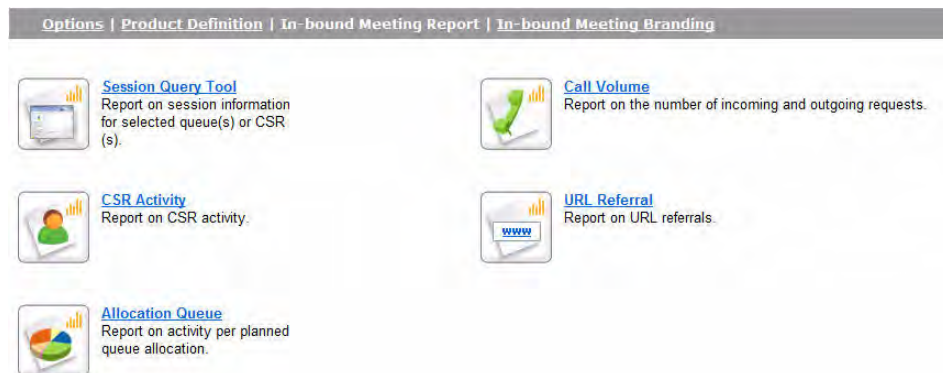 Options | Product Definition | In-bound Meeting Report | In-bound Meeting Branding
Session Query Tool
Report on session information
for selected queue(s) or CSR
(s).
Call Volume
Report on the number of incoming and outgoing requests.
CSR Activity
Report on CSR activity.
URL Referral
Report on URL referrals.
www
Allocation Queue
Report on activity per planned
queue allocation.